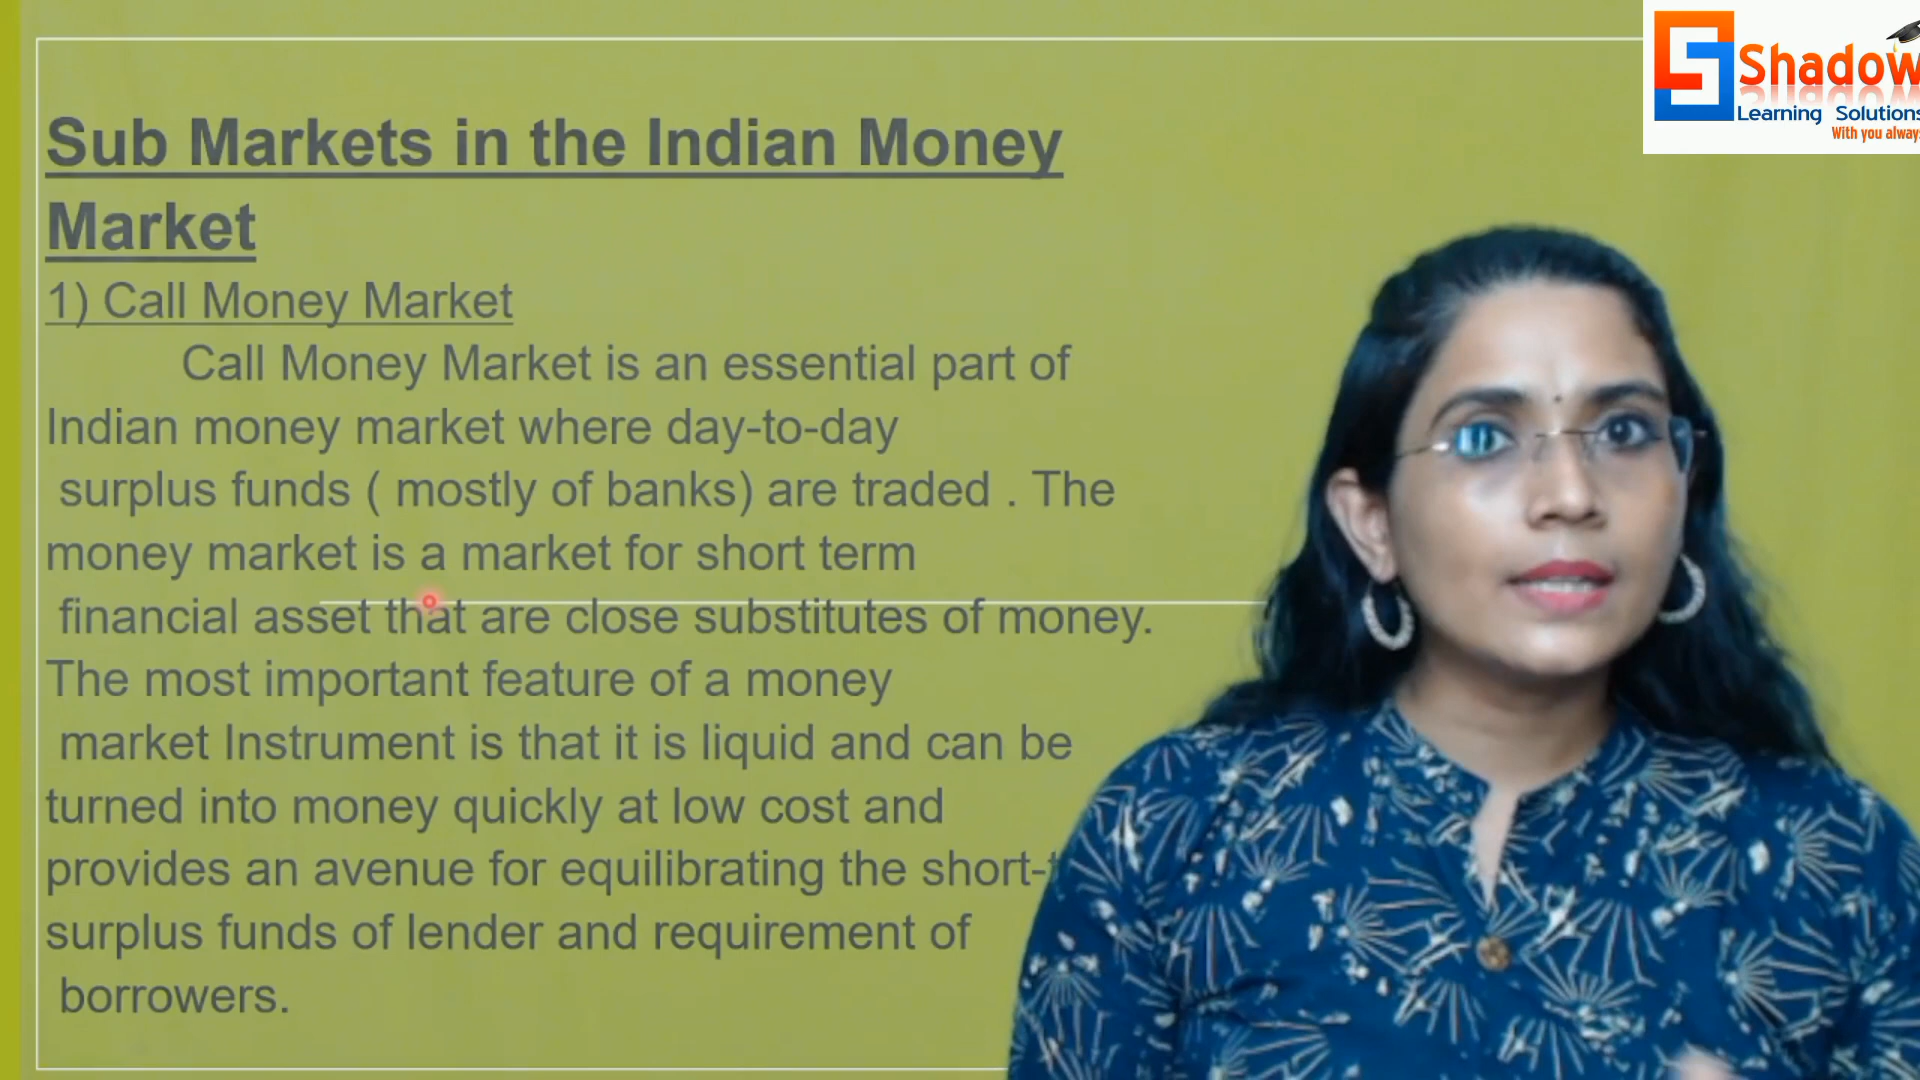 Sub Markets in the Indian Money
Market
1) Call Money Market
Call Money Market is an essential part of
Indian money market where day-to-day
surplus funds ( mostly of banks) are traded . The
money market is a market for short term
financial asset that are close substitutes of money.
The most important feature of a money
market Instrument is that it is liquid and can be
turned into money quickly at low cost and
provides an avenue for equilibrating the short-
surplus funds of lender and requirement of
borrowers.
Shadow
Learning Solutions
With you always